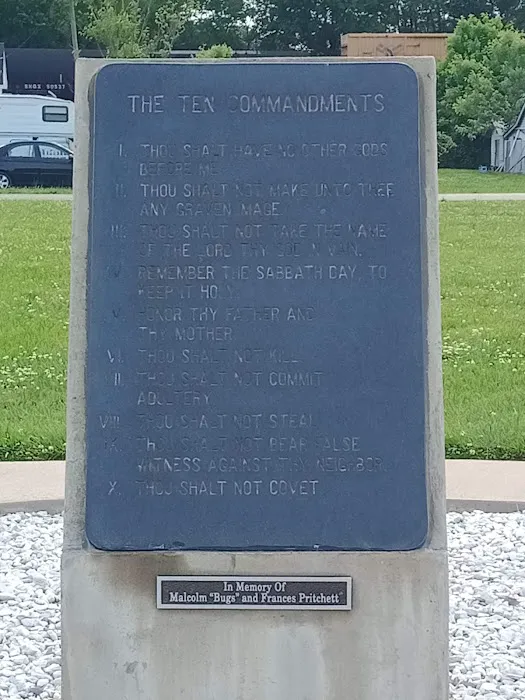 THE TEN COMMANDMENTS
I. THOU SHALT HAVE NO OTHER GODS
BEFORE ME.
II. THOU SHALT NOT MAKE UNTO THEE
ANY GRAVEN IMAGE.
III. THOU SHALT NOT TAKE THE NAME
OF THE LORD THY GOD IN VAIN.
IV. REMEMBER THE SABBATH DAY, TO
KEEP IT HOLY.
V. HONOR THY FATHER AND
THY MOTHER.
VI. THOU SHALT NOT KILL.
VII. THOU SHALT NOT COMMIT
ADULTERY.
VIII. THOU SHALT NOT STEAL.
IX. THOU SHALT NOT BEAR FALSE
WITNESS AGAINST THY NEIGHBOR.
X. THOU SHALT NOT COVET.
In Memory Of
Malcolm "Bugs" and Frances Pritchett